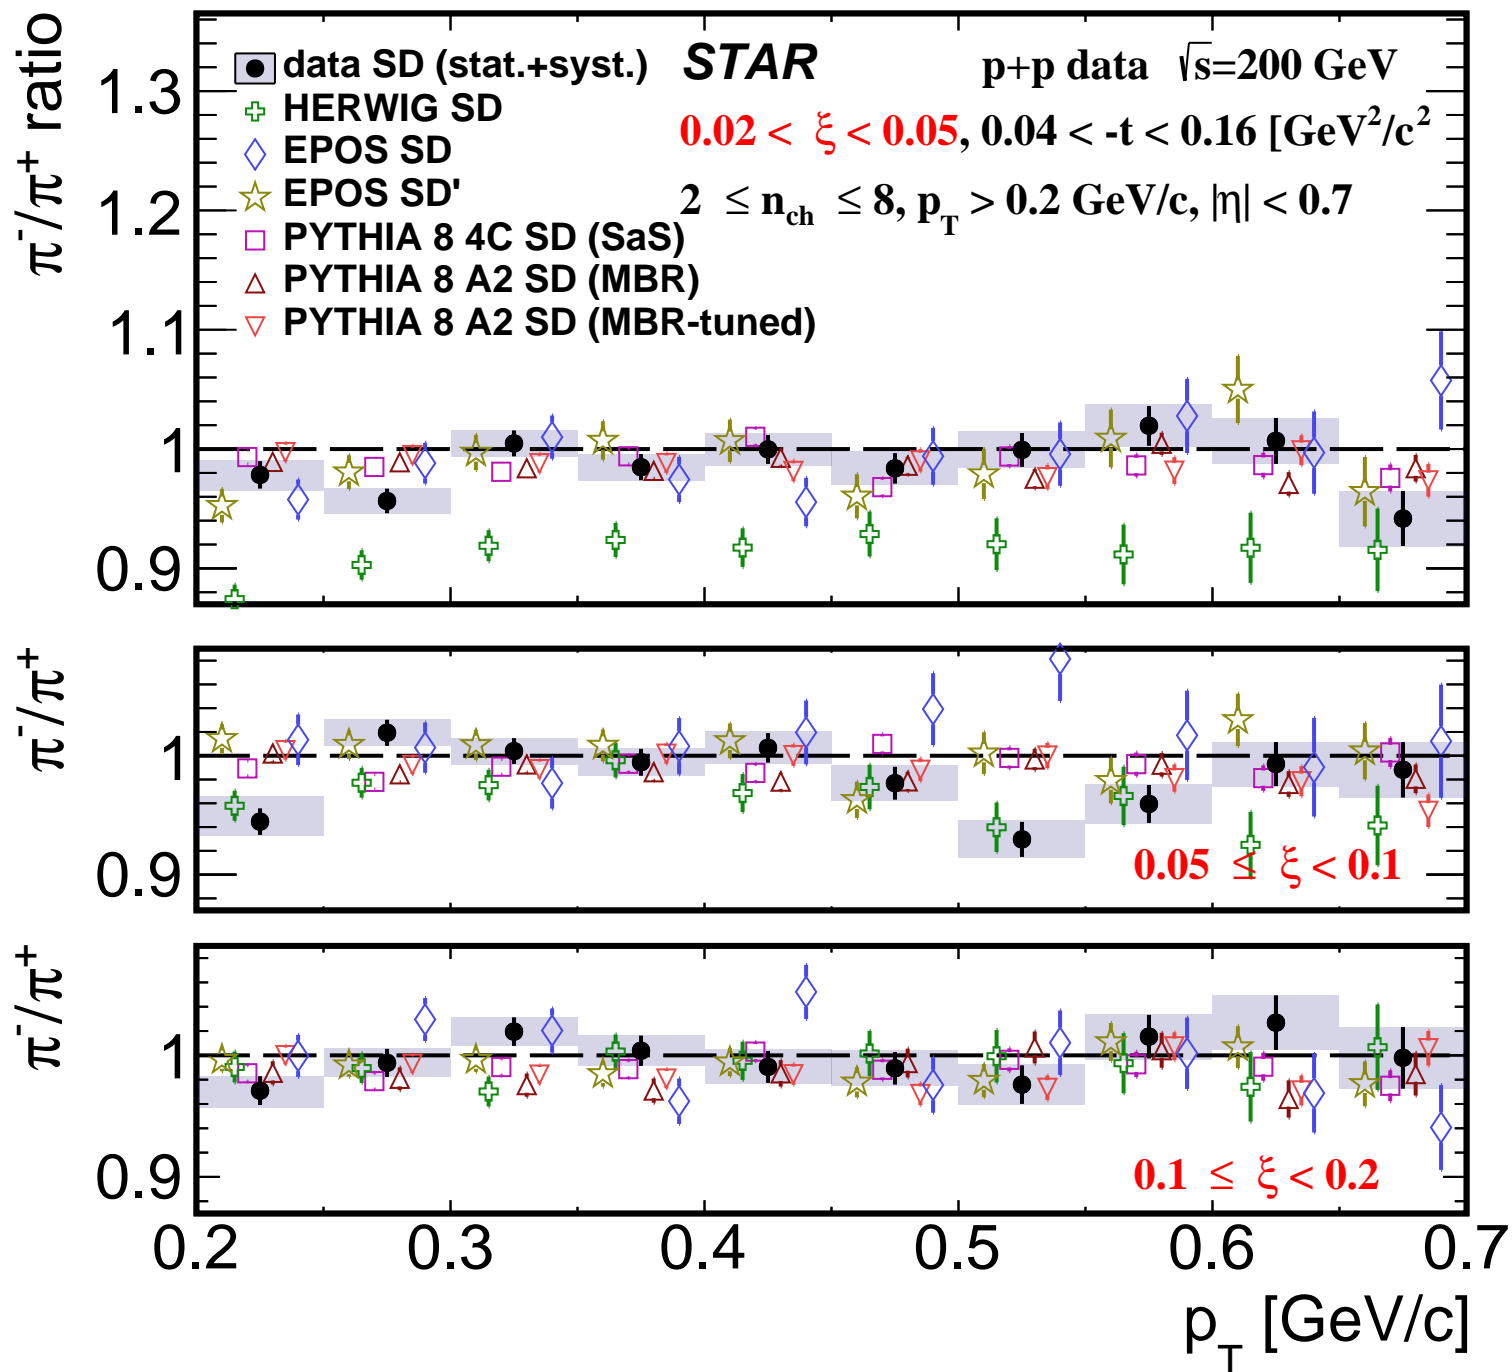 π⁻/π⁺ ratio
1.3
1.2
1.1
1
0.9
data SD (stat.+syst.)
HERWIG SD
EPOS SD
EPOS SD'
PYTHIA 8 4C SD (SaS)
PYTHIA 8 A2 SD (MBR)
PYTHIA 8 A2 SD (MBR-tuned)
STAR p+p data √s=200 GeV
0.02 < ξ < 0.05, 0.04 < -t < 0.16 [GeV²/c²
2 ≤ n_ch ≤ 8, p_T > 0.2 GeV/c, |η| < 0.7
π⁻/π⁺
1
0.9
0.05 ≤ ξ < 0.1
π⁻/π⁺
1
0.9
0.1 ≤ ξ < 0.2
0.2 0.3 0.4 0.5 0.6 0.7
p_T [GeV/c]